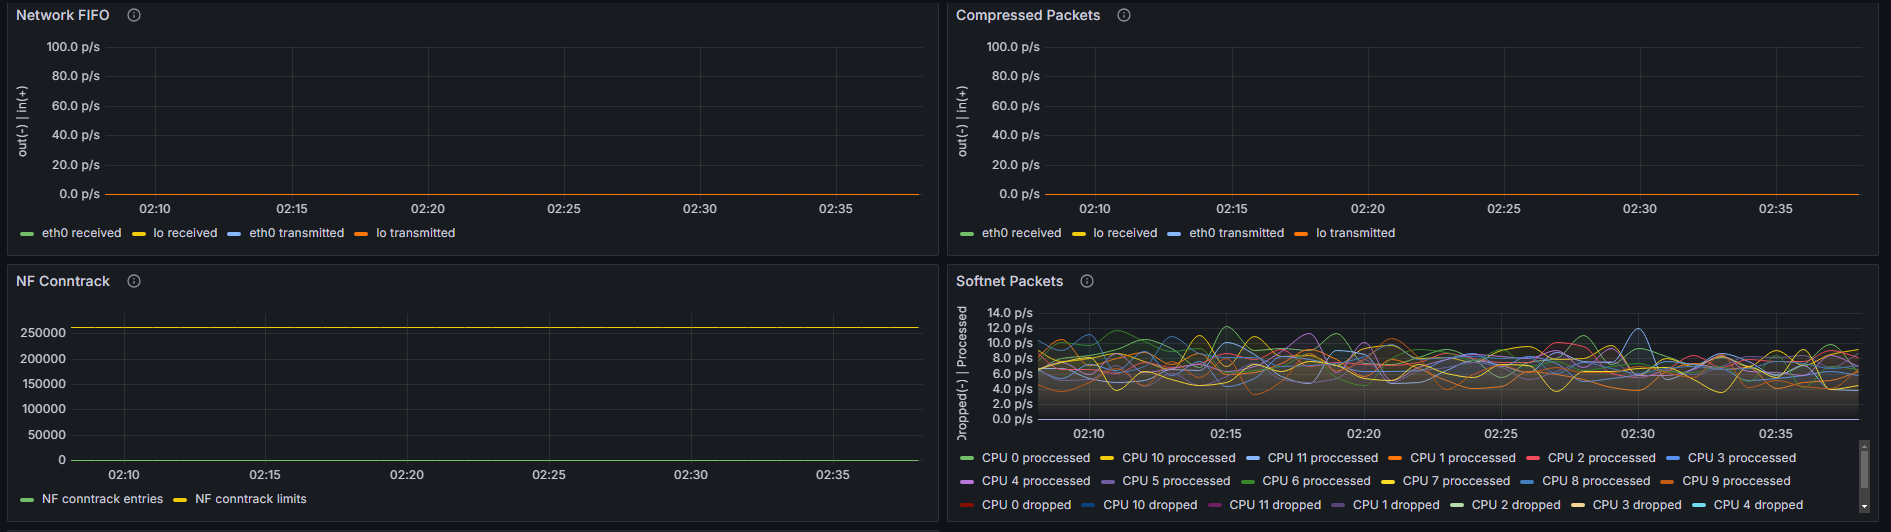 Network FIFO
100.0 p/s
80.0 p/s
60.0 p/s
40.0 p/s
20.0 p/s
0.0 p/s
out(-) | in(+)
02:10 02:15 02:20 02:25 02:30 02:35
eth0 received lo received eth0 transmitted lo transmitted
Compressed Packets
100.0 p/s
80.0 p/s
60.0 p/s
40.0 p/s
20.0 p/s
0.0 p/s
out(-) | in(+)
02:10 02:15 02:20 02:25 02:30 02:35
eth0 received lo received eth0 transmitted lo transmitted
NF Conntrack
250000
200000
150000
100000
50000
0
02:10 02:15 02:20 02:25 02:30 02:35
NF conntrack entries NF conntrack limits
Softnet Packets
14.0 p/s
12.0 p/s
10.0 p/s
8.0 p/s
6.0 p/s
4.0 p/s
2.0 p/s
0.0 p/s
Dropped(-) | Processed
02:10 02:15 02:20 02:25 02:30 02:35
CPU 0 proccessed CPU 10 proccessed CPU 11 proccessed CPU 1 proccessed CPU 2 proccessed CPU 3 proccessed
CPU 4 proccessed CPU 5 proccessed CPU 6 proccessed CPU 7 proccessed CPU 8 proccessed CPU 9 proccessed
CPU 0 dropped CPU 10 dropped CPU 11 dropped CPU 1 dropped CPU 2 dropped CPU 3 dropped CPU 4 dropped